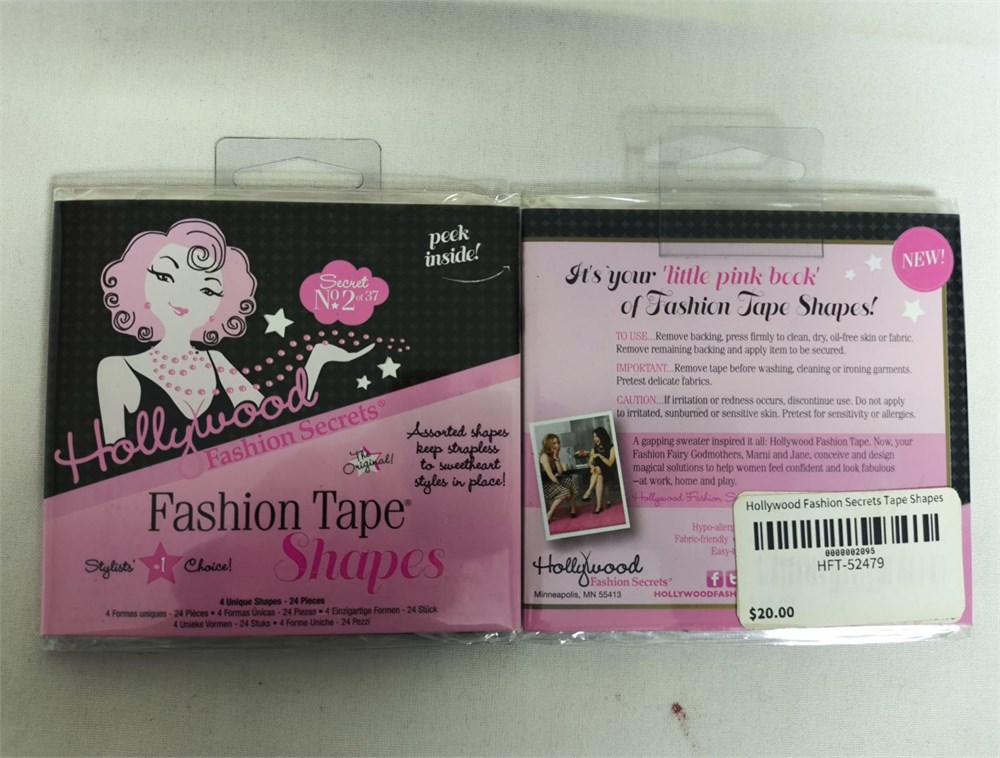 peek
inside!
Secret
No 2 of 37
Hollywood
Fashion Secrets®
The
Original!
Assorted shapes
keep strapless
to sweetheart
styles in place!
Fashion Tape®
Shapes
Stylists' #1 Choice!
4 Unique Shapes - 24 Pieces
4 Formes uniques - 24 Pièces • 4 Formas Únicas - 24 Piezas • 4 Einzigartige Formen - 24 Stück
4 Unieke Vormen - 24 Stuks • 4 Forme Uniche - 24 Pezzi
NEW!
It's your 'little pink book'
of Fashion Tape Shapes!
TO USE...Remove backing, press firmly to clean, dry, oil-free skin or fabric.
Remove remaining backing and apply item to be secured.
IMPORTANT...Remove tape before washing, cleaning or ironing garments.
Pretest delicate fabrics.
CAUTION...If irritation or redness occurs, discontinue use. Do not apply
to irritated, sunburned or sensitive skin. Pretest for sensitivity or allergies.
A gapping sweater inspired it all: Hollywood Fashion Tape. Now, your
Fashion Fairy Godmothers, Marni and Jane, conceive and design
magical solutions to help women feel confident and look fabulous
–at work, home and play.
Hollywood Fashion
Fabric-friendly
Hollywood
Fashion Secrets®
Minneapolis, MN 55413
Hollywood Fashion Secrets Tape Shapes
0000002095
HFT-52479
$20.00